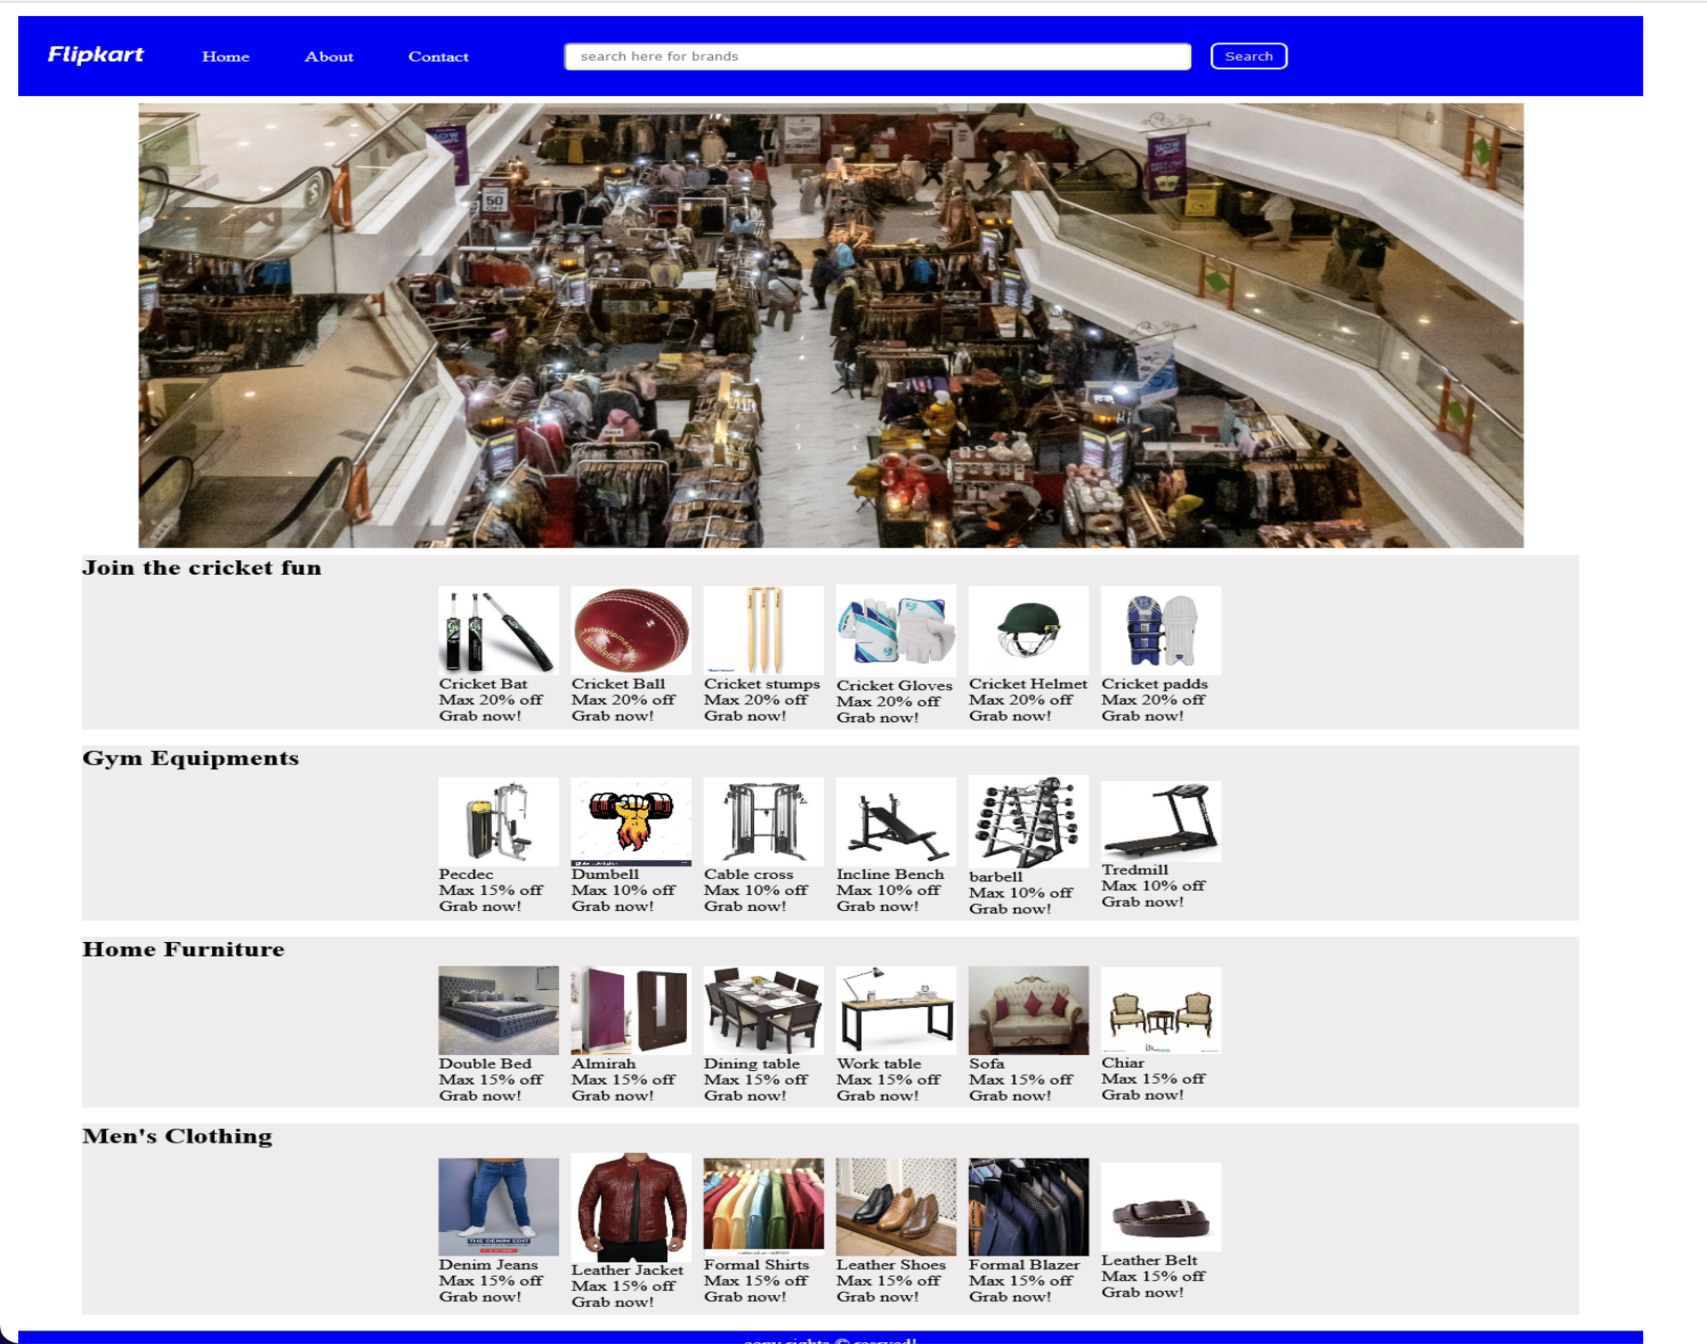 Flipkart
Home
About
Contact
search here for brands
Search
50
Join the cricket fun
Cricket Bat
Max 20% off
Grab now!
Cricket Ball
Max 20% off
Grab now!
Cricket stumps
Max 20% off
Grab now!
Cricket Gloves
Max 20% off
Grab now!
Cricket Helmet
Max 20% off
Grab now!
Cricket padds
Max 20% off
Grab now!
Gym Equipments
Pecdec
Max 15% off
Grab now!
Dumbell
Max 10% off
Grab now!
Cable cross
Max 10% off
Grab now!
Incline Bench
Max 10% off
Grab now!
barbell
Max 10% off
Grab now!
Tredmill
Max 10% off
Grab now!
Home Furniture
Double Bed
Max 15% off
Grab now!
Almirah
Max 15% off
Grab now!
Dining table
Max 15% off
Grab now!
Work table
Max 15% off
Grab now!
Sofa
Max 15% off
Grab now!
Chiar
Max 15% off
Grab now!
Men's Clothing
THE DENIM EDIT
Denim Jeans
Max 15% off
Grab now!
Leather Jacket
Max 15% off
Grab now!
Formal Shirts
Max 15% off
Grab now!
Leather Shoes
Max 15% off
Grab now!
Formal Blazer
Max 15% off
Grab now!
Leather Belt
Max 15% off
Grab now!
copy rights © resrved!